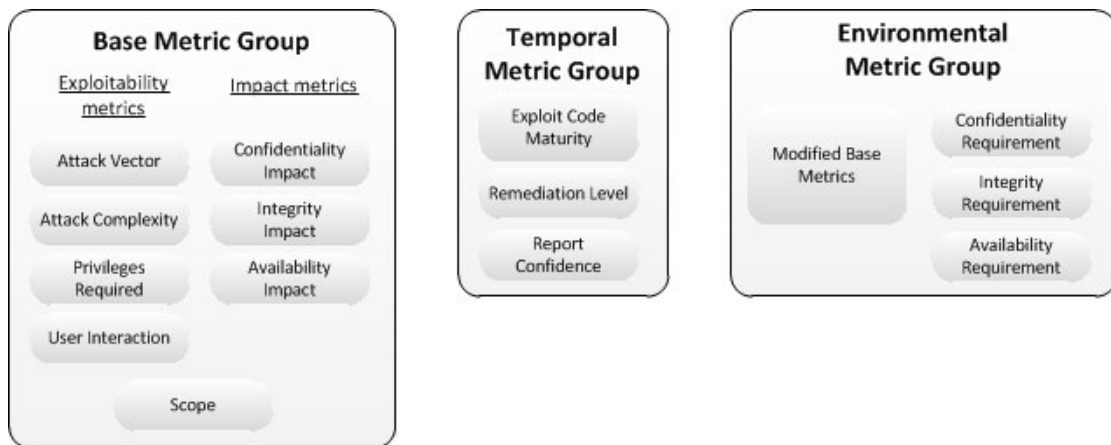 Base Metric Group
Exploitability
metrics
Impact metrics
Attack Vector
Confidentiality
Impact
Attack Complexity
Integrity
Impact
Privileges
Required
Availability
Impact
User Interaction
Scope
Temporal
Metric Group
Exploit Code
Maturity
Remediation Level
Report
Confidence
Environmental
Metric Group
Modified Base
Metrics
Confidentiality
Requirement
Integrity
Requirement
Availability
Requirement